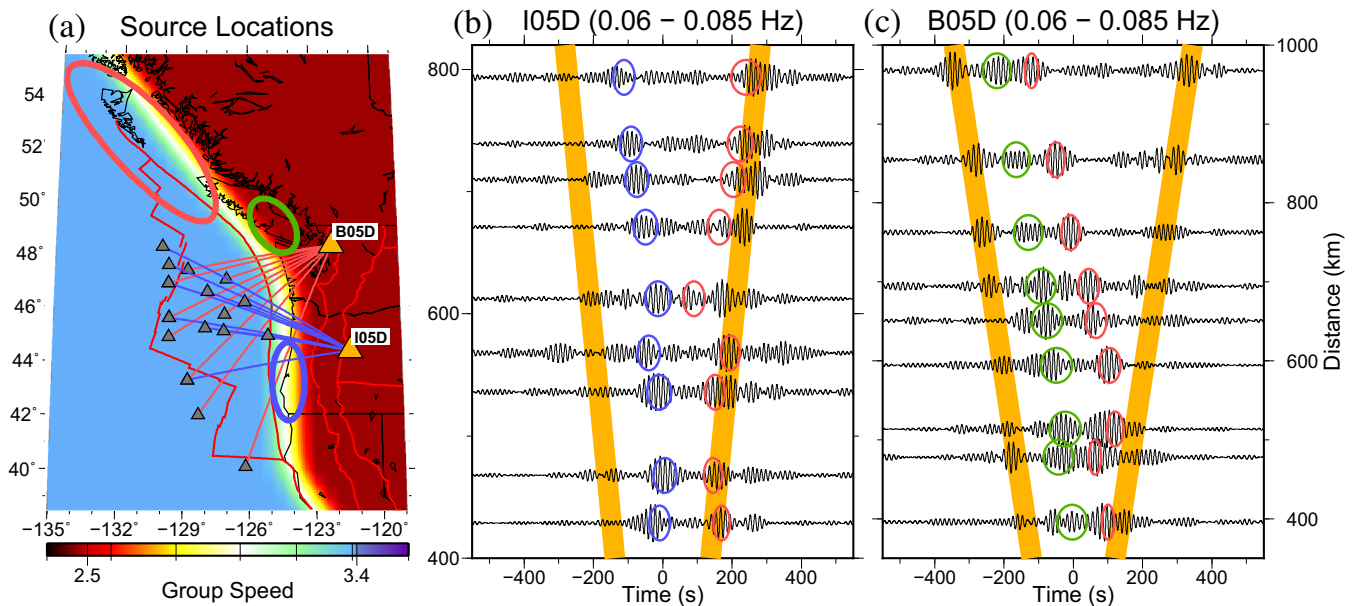 (a) Source Locations
54
52˚
50˚
48˚
46˚
44˚
42˚
40˚
B05D
I05D
−135 −132˚ −129˚ −126˚ −123˚ −120˚
2.5 3.4
Group Speed
(b) I05D (0.06 − 0.085 Hz)
800
600
400
−400 −200 0 200 400
Time (s)
(c) B05D (0.06 − 0.085 Hz)
1000
800
600
400
Distance (km)
−400 −200 0 200 400
Time (s)